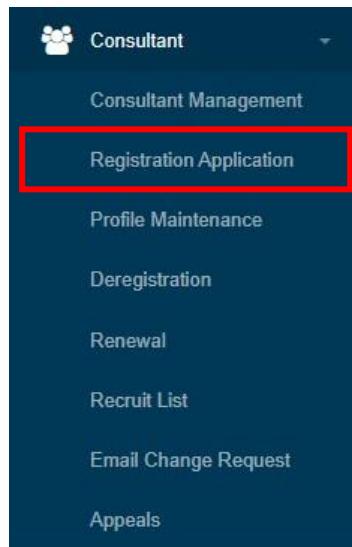 Consultant
Consultant Management
Registration Application
Profile Maintenance
Deregistration
Renewal
Recruit List
Email Change Request
Appeals